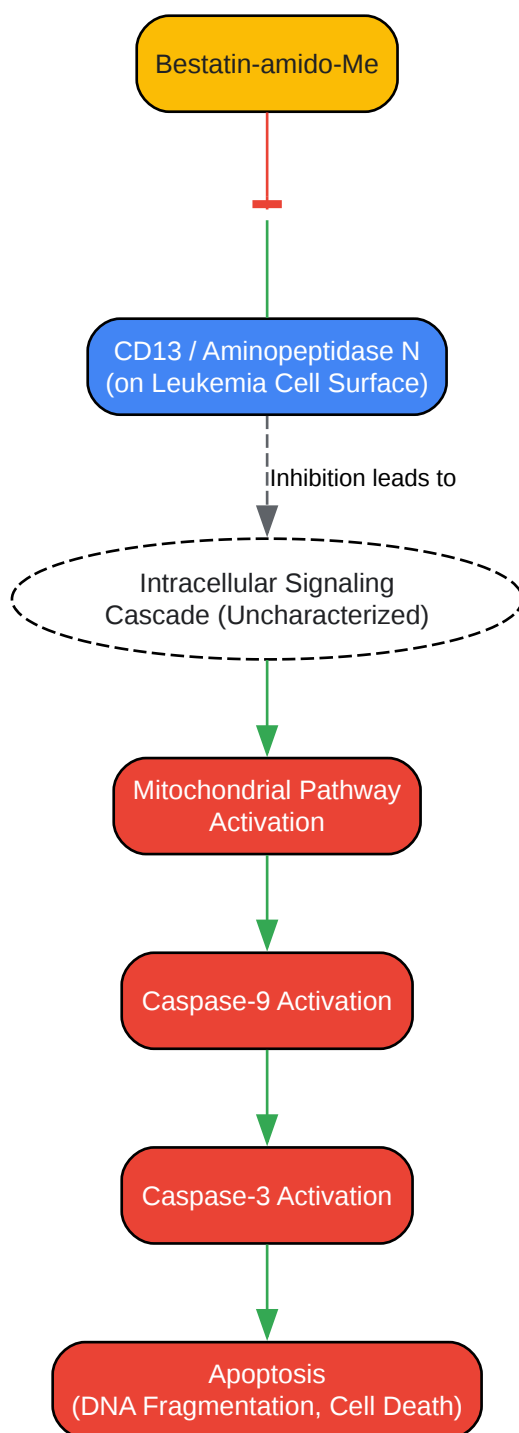 Bestatin-amido-Me
CD13 / Aminopeptidase N
(on Leukemia Cell Surface)
Inhibition leads to
Intracellular Signaling
Cascade (Uncharacterized)
Mitochondrial Pathway
Activation
Caspase-9 Activation
Caspase-3 Activation
Apoptosis
(DNA Fragmentation, Cell Death)